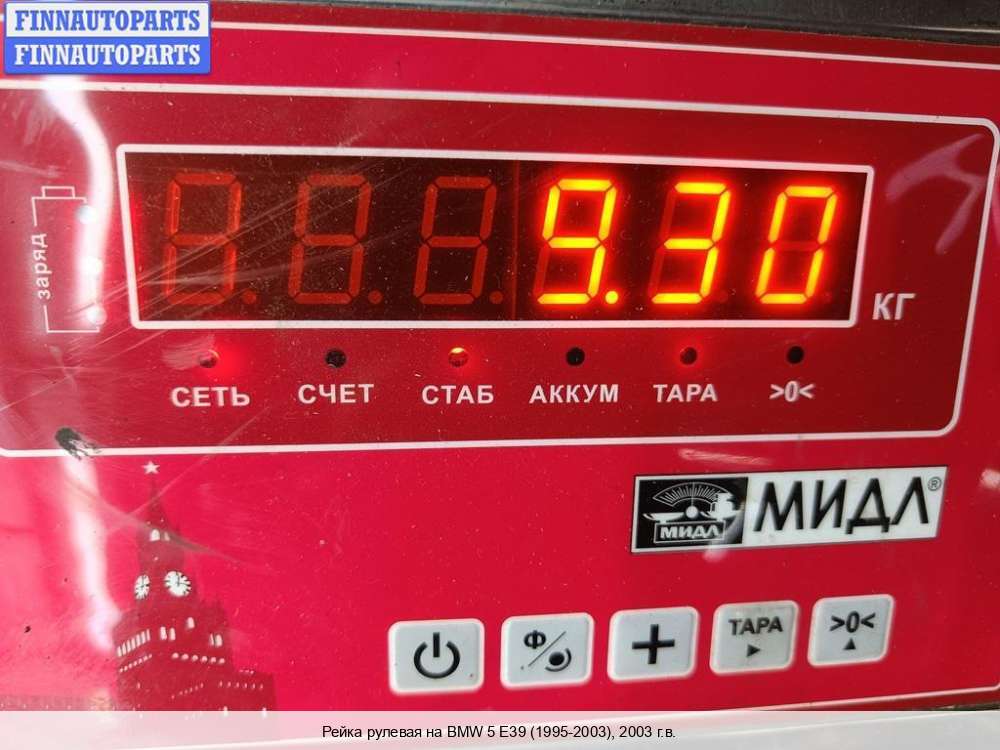 FINNAUTOPARTS
FINNAUTOPARTS
заряд
9.30
КГ
СЕТЬ СЧЕТ СТАБ АККУМ ТАРА >0<
МИДЛ МИДЛ®
Ф ТАРА >0<
Рейка рулевая на BMW 5 E39 (1995-2003), 2003 г.в.